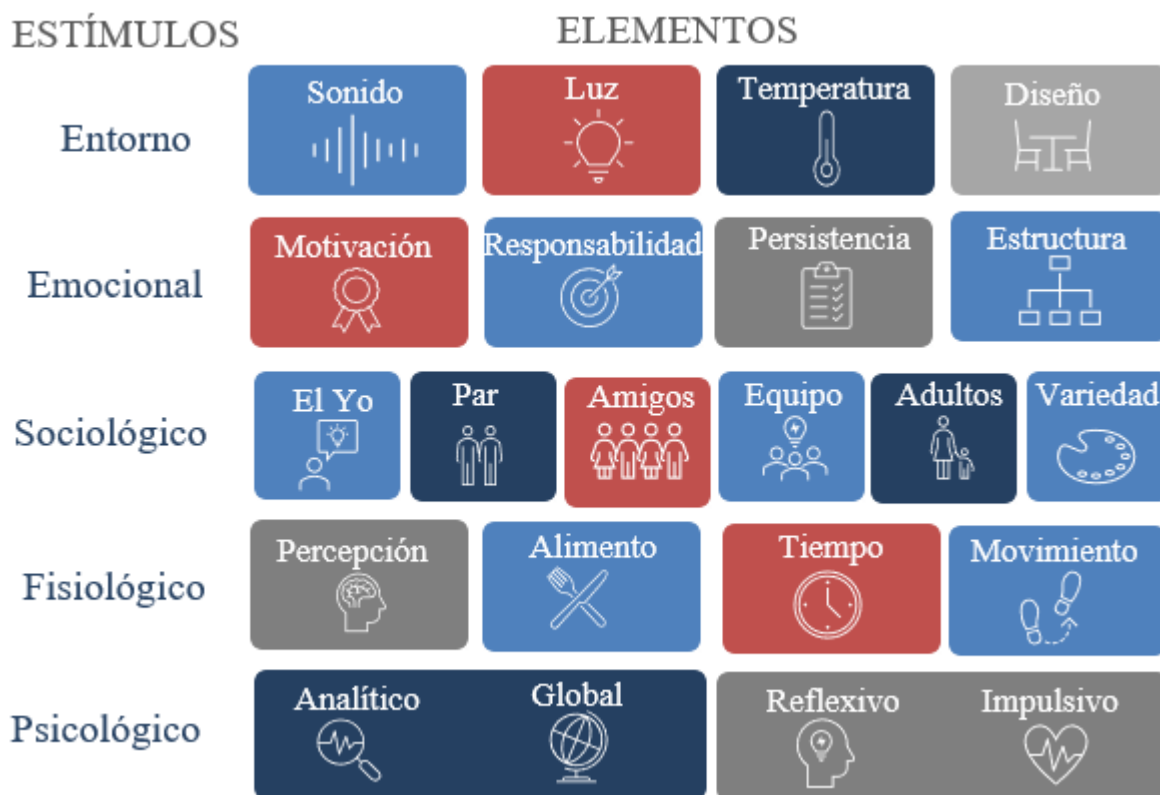 ESTÍMULOS
ELEMENTOS
Entorno
Sonido
Luz
Temperatura
Diseño
Emocional
Motivación
Responsabilidad
Persistencia
Estructura
Sociológico
El Yo
Par
Amigos
Equipo
Adultos
Variedad
Fisiológico
Percepción
Alimento
Tiempo
Movimiento
Psicológico
Analítico
Global
Reflexivo
Impulsivo